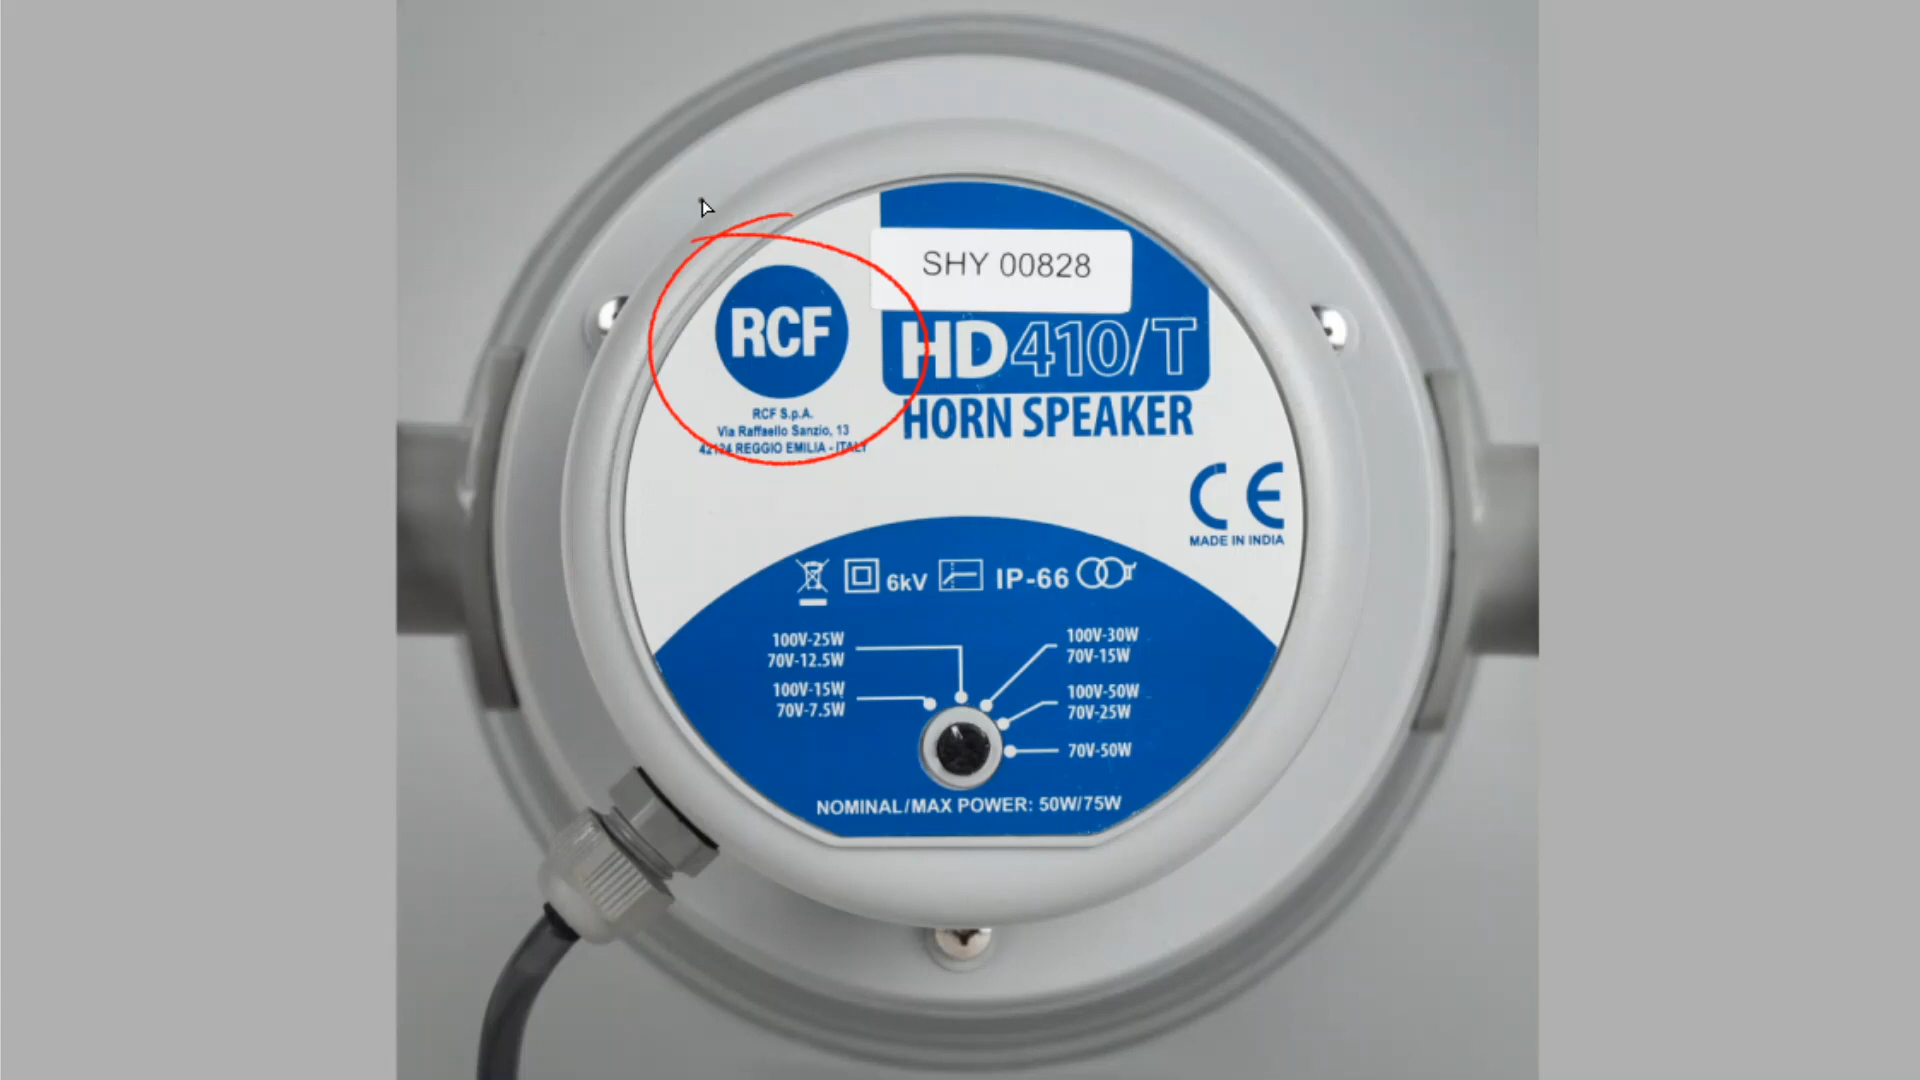 SHY 00828
RCF
HD410/T
HORN SPEAKER
RCF S.p.A.
Via Raffaello Sanzio, 13
42124 REGGIO EMILIA - ITALY
CE
MADE IN INDIA
6kV
IP-66
100V-25W
70V-12.5W
100V-15W
70V-7.5W
100V-30W
70V-15W
100V-50W
70V-25W
70V-50W
NOMINAL/MAX POWER: 50W/75W